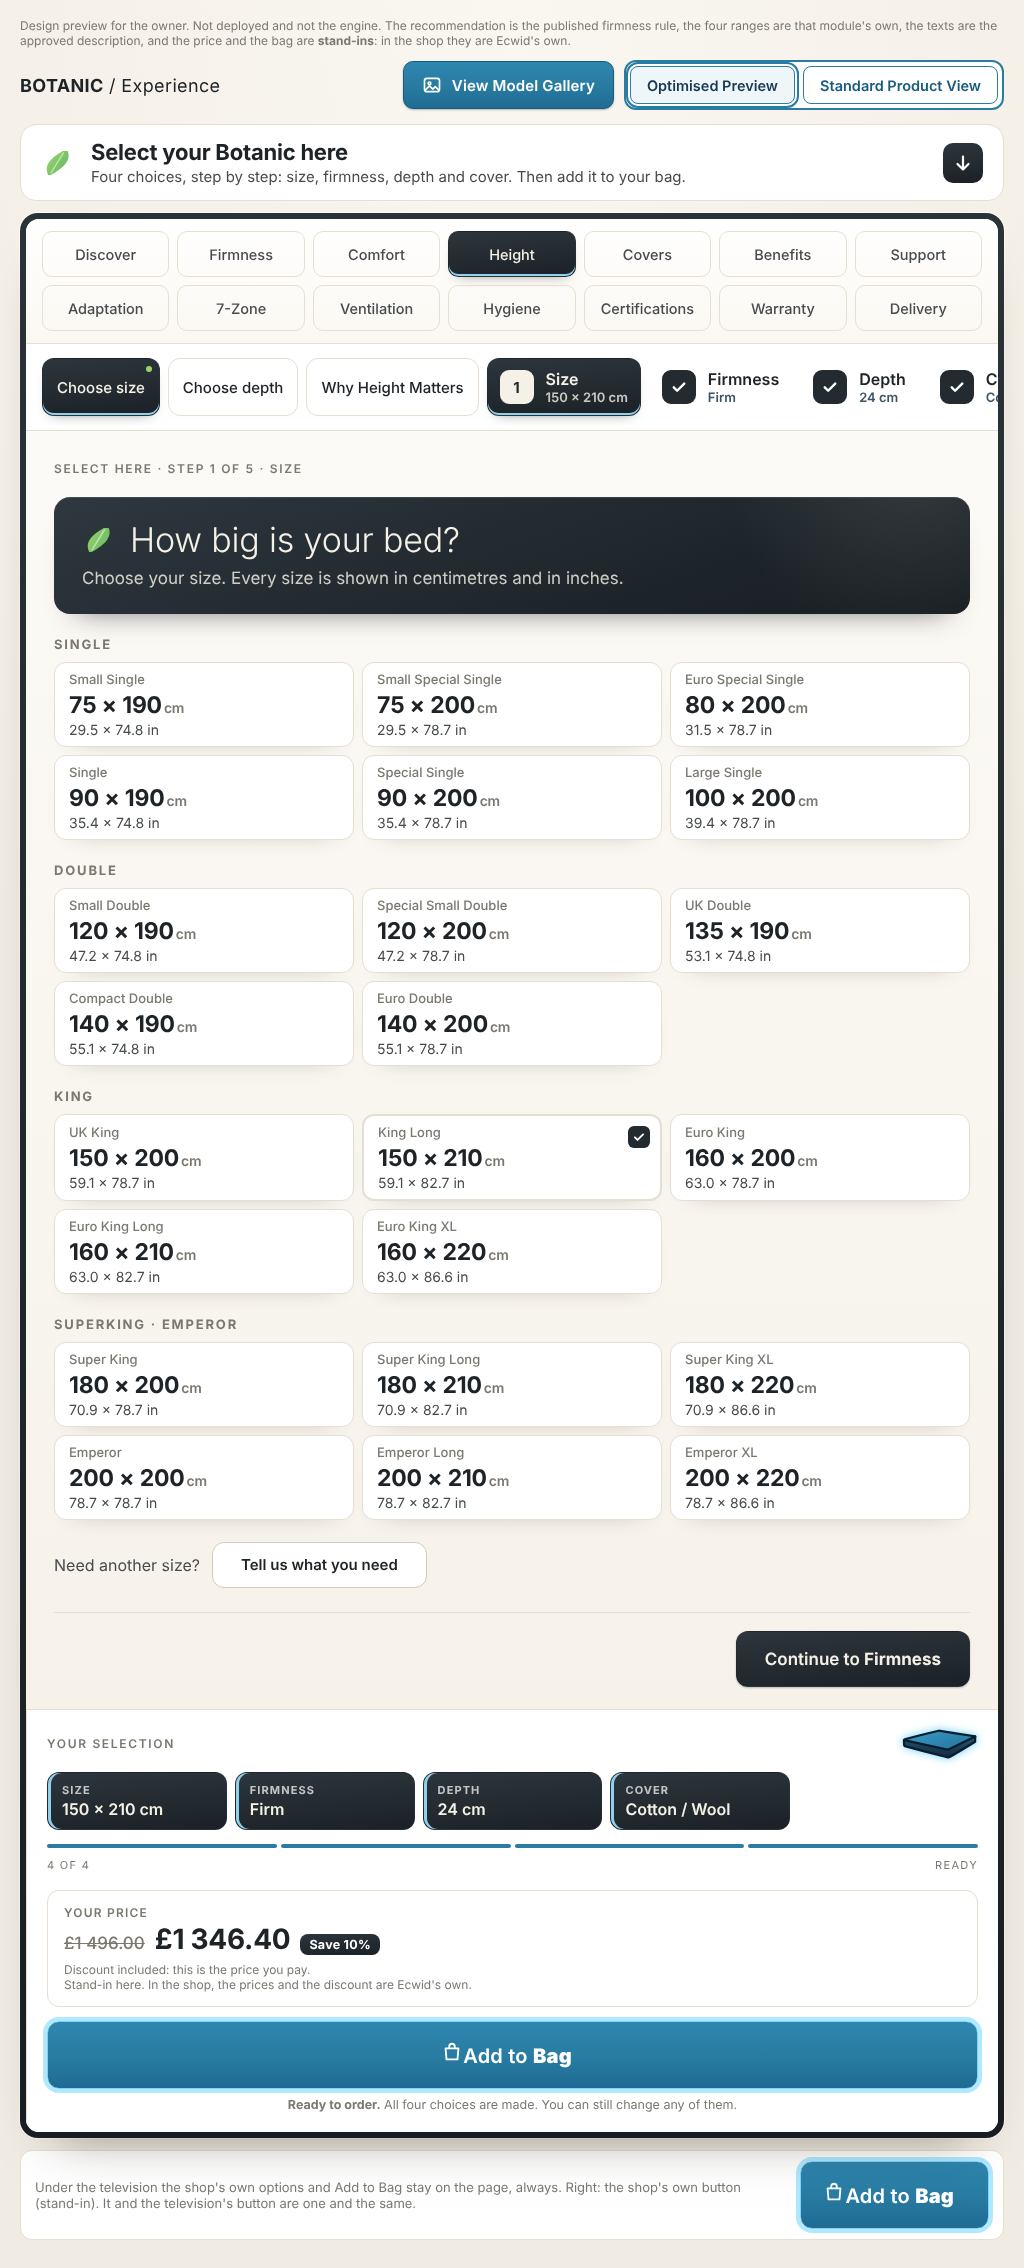 Design preview for the owner. Not deployed and not the engine. The recommendation is the published firmness rule, the four ranges are that module's own, the texts are the
approved description, and the price and the bag are stand-ins: in the shop they are Ecwid's own.
BOTANIC / Experience
View Model Gallery
Optimised Preview
Standard Product View
Select your Botanic here
Four choices, step by step: size, firmness, depth and cover. Then add it to your bag.
Discover
Firmness
Comfort
Height
Covers
Benefits
Support
Adaptation
7-Zone
Ventilation
Hygiene
Certifications
Warranty
Delivery
Choose size
Choose depth
Why Height Matters
1
Size
150 × 210 cm
Firmness
Firm
Depth
24 cm
SELECT HERE · STEP 1 OF 5 · SIZE
How big is your bed?
Choose your size. Every size is shown in centimetres and in inches.
SINGLE
Small Single
75 × 190 cm
29.5 × 74.8 in
Small Special Single
75 × 200 cm
29.5 × 78.7 in
Euro Special Single
80 × 200 cm
31.5 × 78.7 in
Single
90 × 190 cm
35.4 × 74.8 in
Special Single
90 × 200 cm
35.4 × 78.7 in
Large Single
100 × 200 cm
39.4 × 78.7 in
DOUBLE
Small Double
120 × 190 cm
47.2 × 74.8 in
Special Small Double
120 × 200 cm
47.2 × 78.7 in
UK Double
135 × 190 cm
53.1 × 74.8 in
Compact Double
140 × 190 cm
55.1 × 74.8 in
Euro Double
140 × 200 cm
55.1 × 78.7 in
KING
UK King
150 × 200 cm
59.1 × 78.7 in
King Long
150 × 210 cm
59.1 × 82.7 in
Euro King
160 × 200 cm
63.0 × 78.7 in
Euro King Long
160 × 210 cm
63.0 × 82.7 in
Euro King XL
160 × 220 cm
63.0 × 86.6 in
SUPERKING · EMPEROR
Super King
180 × 200 cm
70.9 × 78.7 in
Super King Long
180 × 210 cm
70.9 × 82.7 in
Super King XL
180 × 220 cm
70.9 × 86.6 in
Emperor
200 × 200 cm
78.7 × 78.7 in
Emperor Long
200 × 210 cm
78.7 × 82.7 in
Emperor XL
200 × 220 cm
78.7 × 86.6 in
Need another size?
Tell us what you need
Continue to Firmness
YOUR SELECTION
SIZE
150 × 210 cm
FIRMNESS
Firm
DEPTH
24 cm
COVER
Cotton / Wool
4 OF 4
READY
YOUR PRICE
£1 496.00 £1 346.40 Save 10%
Discount included: this is the price you pay.
Stand-in here. In the shop, the prices and the discount are Ecwid's own.
Add to Bag
Ready to order. All four choices are made. You can still change any of them.
Under the television the shop's own options and Add to Bag stay on the page, always. Right: the shop's own button
(stand-in). It and the television's button are one and the same.
Add to Bag